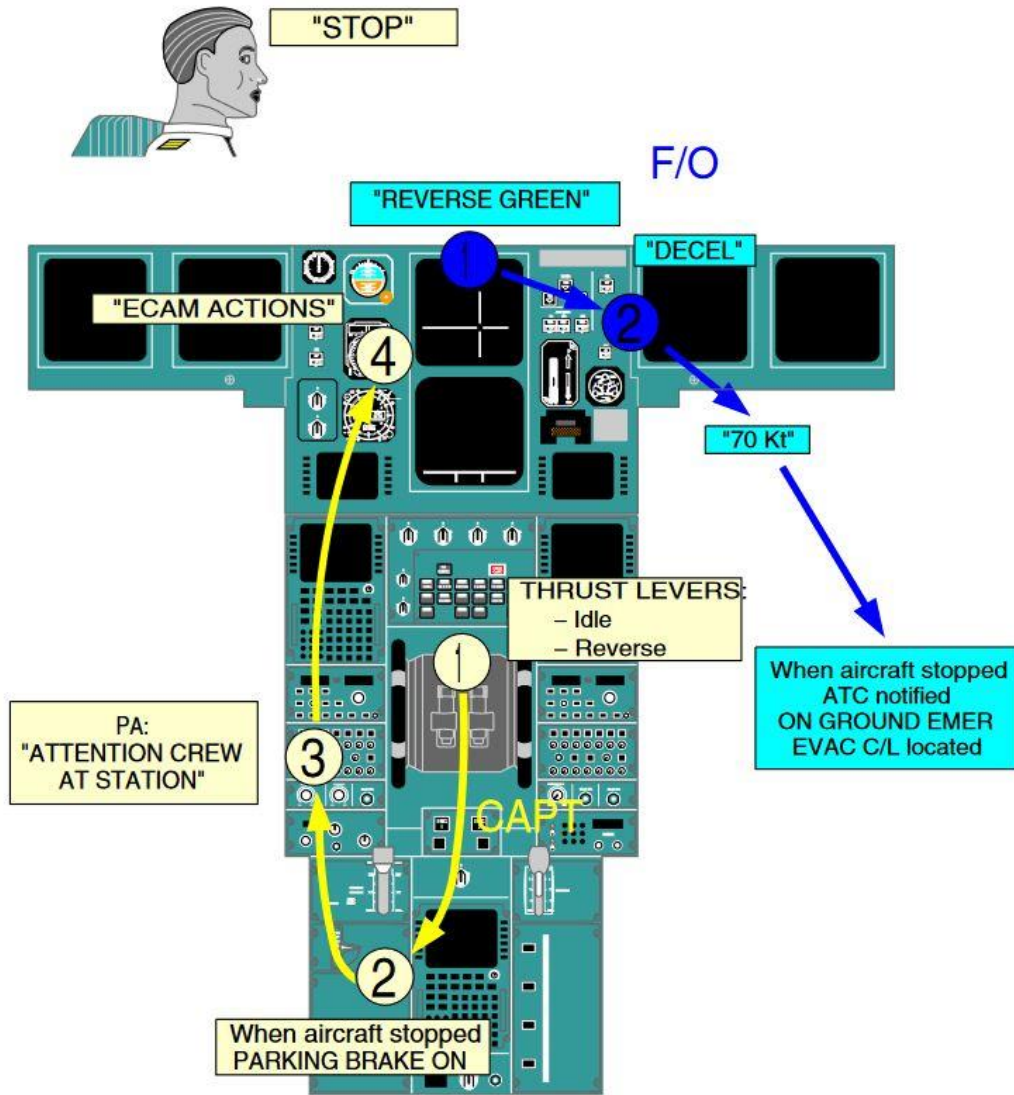 "STOP"
F/O
"REVERSE GREEN"
1
"DECEL"
2
"ECAM ACTIONS"
4
"70 Kt"
THRUST LEVERS:
– Idle
– Reverse
1
When aircraft stopped
ATC notified
ON GROUND EMER
EVAC C/L located
PA:
"ATTENTION CREW
AT STATION"
3
CAPT
2
When aircraft stopped
PARKING BRAKE ON